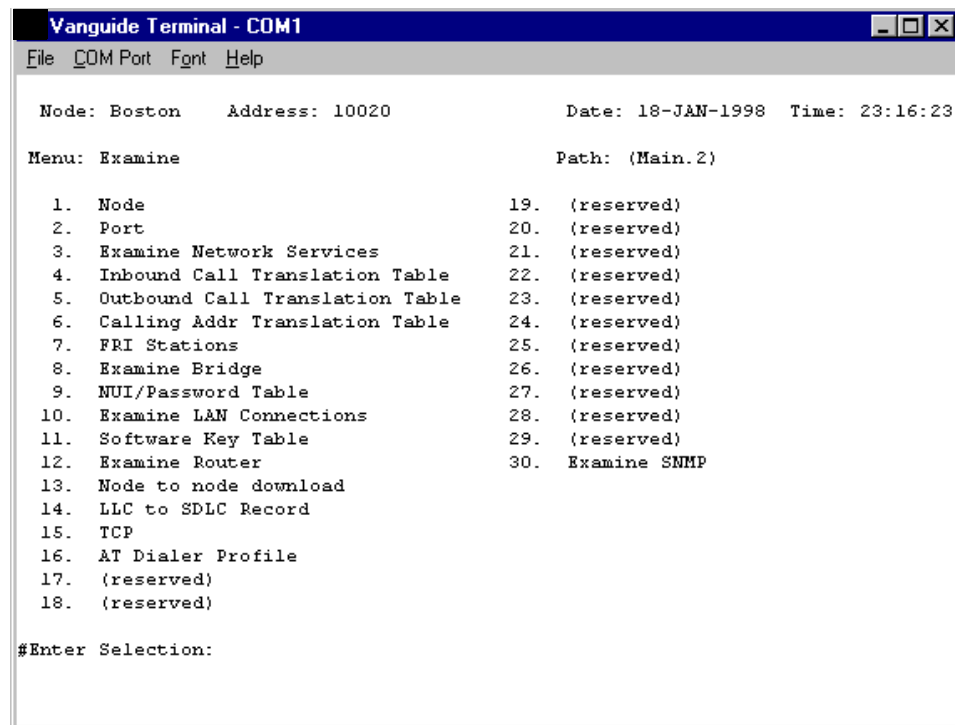 Vanguide Terminal - COM1
File COM Port Font Help
Node: Boston Address: 10020 Date: 18-JAN-1998 Time: 23:16:23
Menu: Examine Path: (Main.2)
1. Node 19. (reserved)
2. Port 20. (reserved)
3. Examine Network Services 21. (reserved)
4. Inbound Call Translation Table 22. (reserved)
5. Outbound Call Translation Table 23. (reserved)
6. Calling Addr Translation Table 24. (reserved)
7. FRI Stations 25. (reserved)
8. Examine Bridge 26. (reserved)
9. NUI/Password Table 27. (reserved)
10. Examine LAN Connections 28. (reserved)
11. Software Key Table 29. (reserved)
12. Examine Router 30. Examine SNMP
13. Node to node download
14. LLC to SDLC Record
15. TCP
16. AT Dialer Profile
17. (reserved)
18. (reserved)
#Enter Selection: